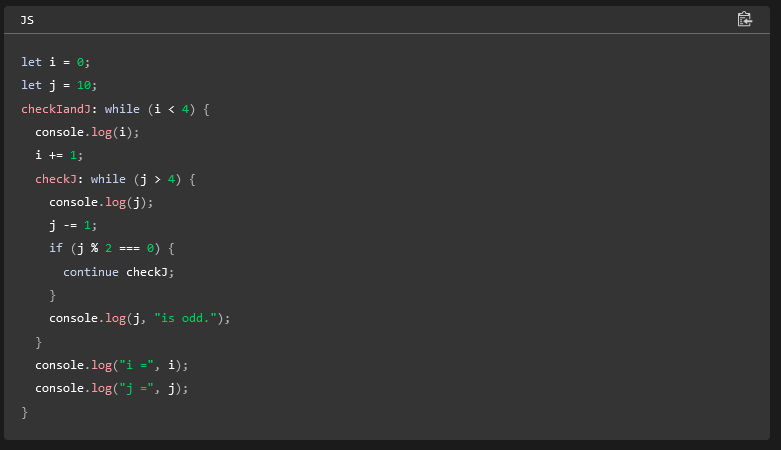 JS
let i = 0;
let j = 10;
checkIandJ: while (i < 4) {
  console.log(i);
  i += 1;
  checkJ: while (j > 4) {
    console.log(j);
    j -= 1;
    if (j % 2 === 0) {
      continue checkJ;
    }
    console.log(j, "is odd.");
  }
  console.log("i =", i);
  console.log("j =", j);
}